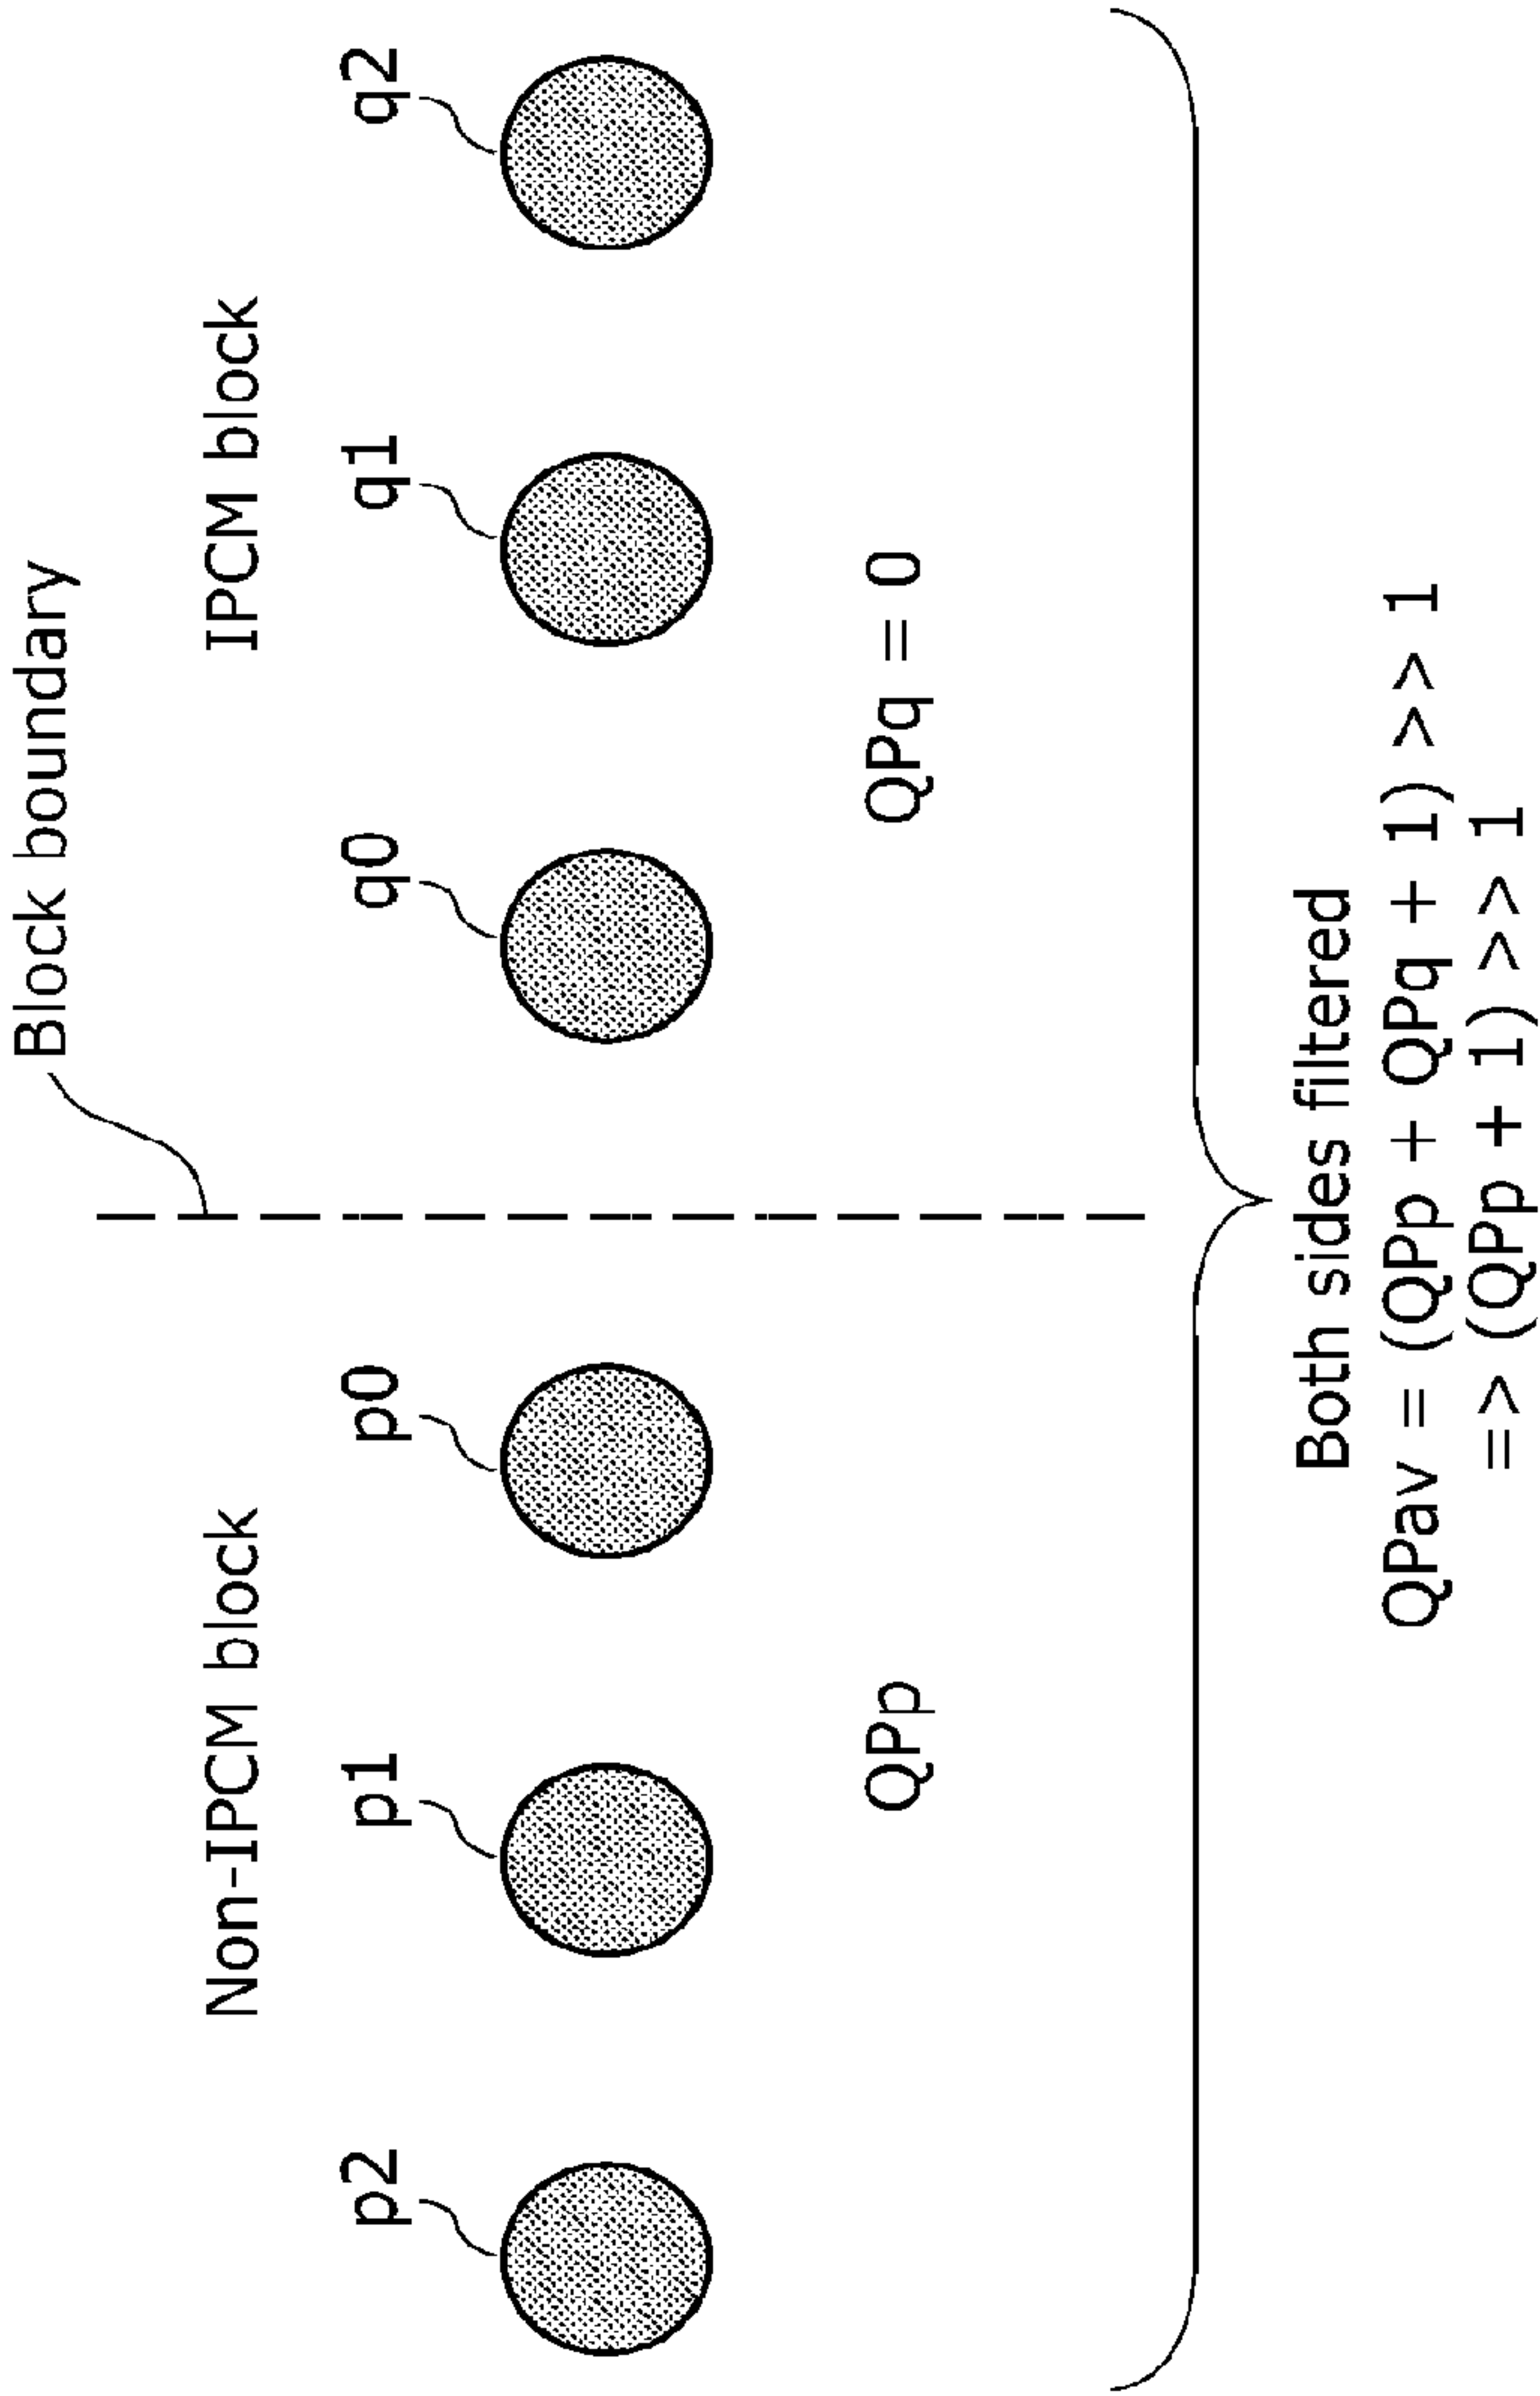 Block boundary
Non-IPCM block IPCM block
p2 p1 p0 q0 q1 q2
QPp QPq = 0
Both sides filtered
QPav = (QPp + QPq + 1) >> 1
=> (QPp + 1) >> 1